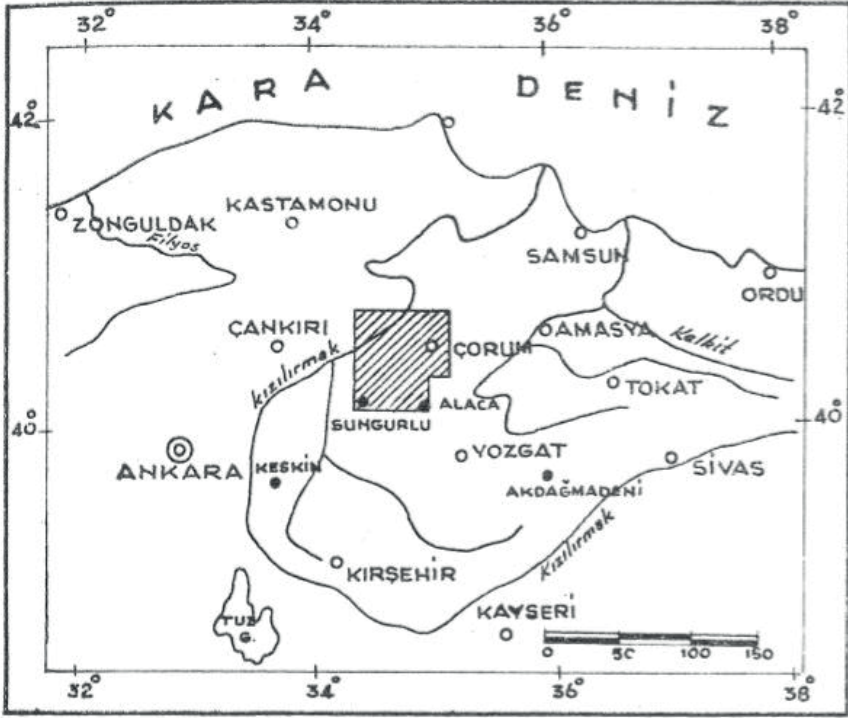 32° 34° 36° 38°
KARA DENİZ
42° 42°
ZONGULDAK
KASTAMONU
Filyos
SAMSUN
ORDU
ÇANKIRI
kızılırmak
ÇORUM
AMASYA
Kelkit
TOKAT
SUNGURLU
ALACA
40° 40°
ANKARA
KESKİN
YOZGAT
AKDAĞMADENİ
SİVAS
Kızılırmak
KIRŞEHİR
TUZ
G.
KAYSERİ
0 50 100 150
32° 34° 36° 38°